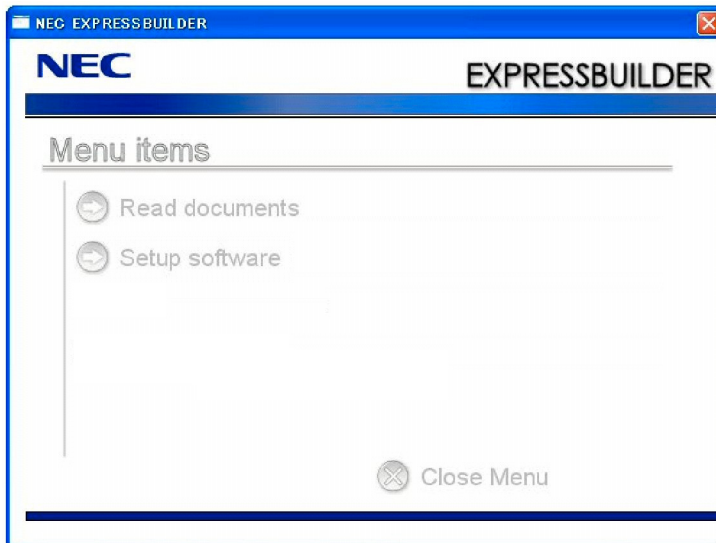 NEC EXPRESSBUILDER
NEC
EXPRESSBUILDER
Menu items
Read documents
Setup software
Close Menu